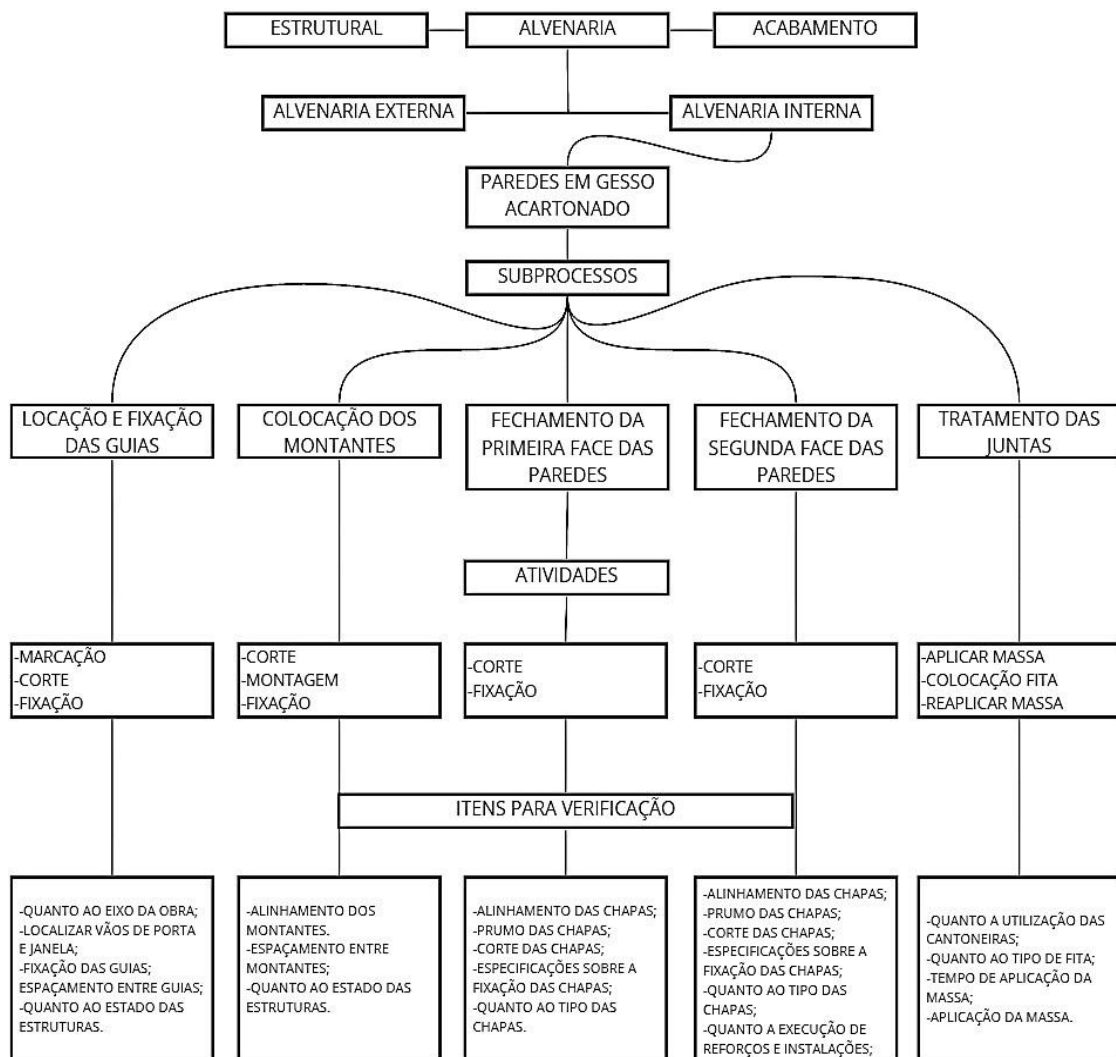 ESTRUTURAL
ALVENARIA
ACABAMENTO
ALVENARIA EXTERNA
ALVENARIA INTERNA
PAREDES EM GESSO
ACARTONADO
SUBPROCESSOS
LOCAÇÃO E FIXAÇÃO
DAS GUIAS
COLOCAÇÃO DOS
MONTANTES
FECHAMENTO DA
PRIMEIRA FACE DAS
PAREDES
FECHAMENTO DA
SEGUNDA FACE DAS
PAREDES
TRATAMENTO DAS
JUNTAS
ATIVIDADES
-MARCAÇÃO
-CORTE
-FIXAÇÃO
-CORTE
-MONTAGEM
-FIXAÇÃO
-CORTE
-FIXAÇÃO
-CORTE
-FIXAÇÃO
-APLICAR MASSA
-COLOCAÇÃO FITA
-REAPLICAR MASSA
ITENS PARA VERIFICAÇÃO
-QUANTO AO EIXO DA OBRA;
-LOCALIZAR VÃOS DE PORTA
E JANELA;
-FIXAÇÃO DAS GUIAS;
ESPAÇAMENTO ENTRE GUIAS;
-QUANTO AO ESTADO DAS
ESTRUTURAS.
-ALINHAMENTO DOS
MONTANTES.
-ESPAÇAMENTO ENTRE
MONTANTES;
-QUANTO AO ESTADO DAS
ESTRUTURAS.
-ALINHAMENTO DAS CHAPAS;
-PRUMO DAS CHAPAS;
-CORTE DAS CHAPAS;
-ESPECIFICAÇÕES SOBRE A
FIXAÇÃO DAS CHAPAS;
-QUANTO AO TIPO DAS
CHAPAS.
-ALINHAMENTO DAS CHAPAS;
-PRUMO DAS CHAPAS;
-CORTE DAS CHAPAS;
-ESPECIFICAÇÕES SOBRE A
FIXAÇÃO DAS CHAPAS;
-QUANTO AO TIPO DAS
CHAPAS;
-QUANTO A EXECUÇÃO DE
REFORÇOS E INSTALAÇÕES;
-QUANTO A UTILIZAÇÃO DAS
CANTONEIRAS;
-QUANTO AO TIPO DE FITA;
-TEMPO DE APLICAÇÃO DA
MASSA;
-APLICAÇÃO DA MASSA.